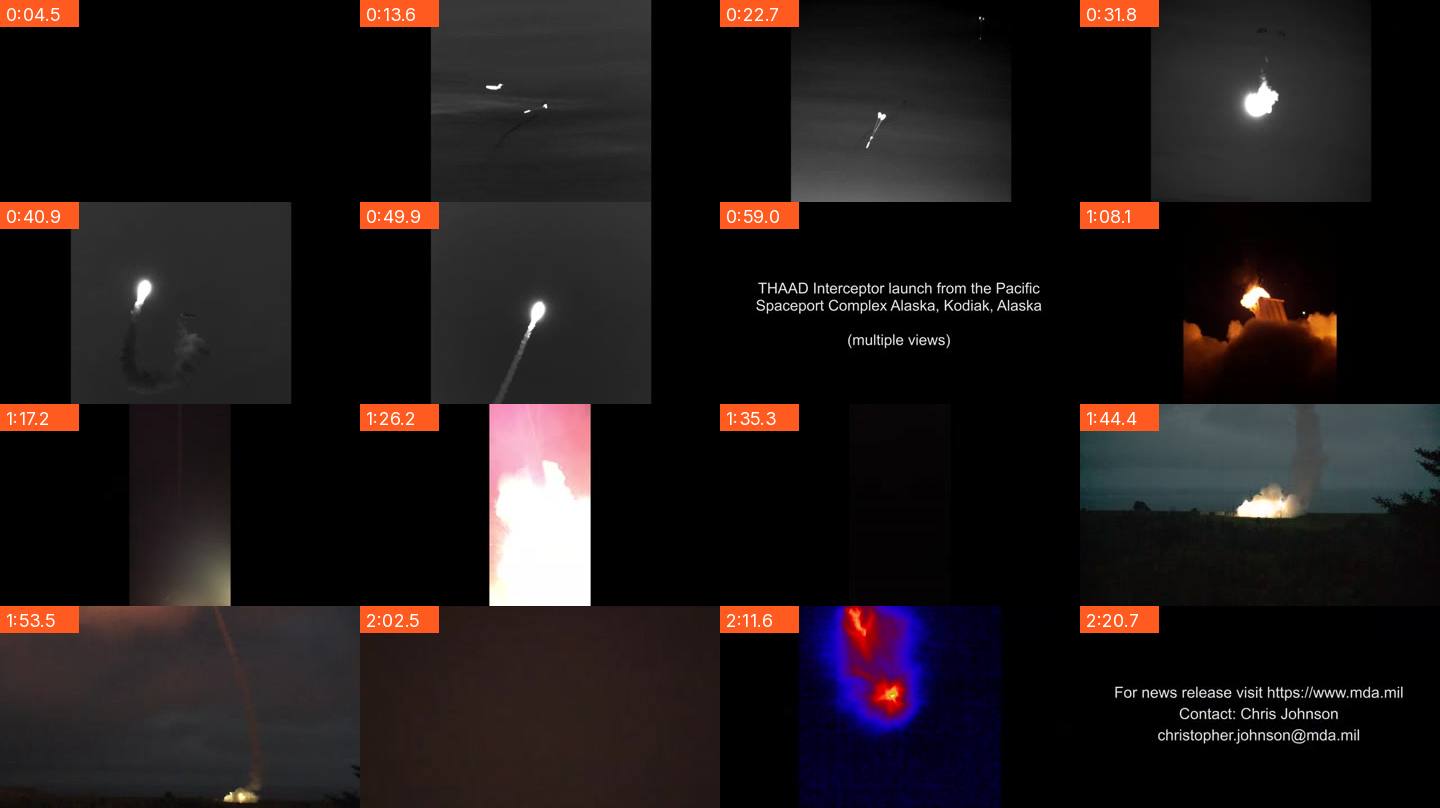 0:04.5
0:13.6
0:22.7
0:31.8
0:40.9
0:49.9
0:59.0
THAAD Interceptor launch from the Pacific
Spaceport Complex Alaska, Kodiak, Alaska
(multiple views)
1:08.1
1:17.2
1:26.2
1:35.3
1:44.4
1:53.5
2:02.5
2:11.6
2:20.7
For news release visit https://www.mda.mil
Contact: Chris Johnson
christopher.johnson@mda.mil